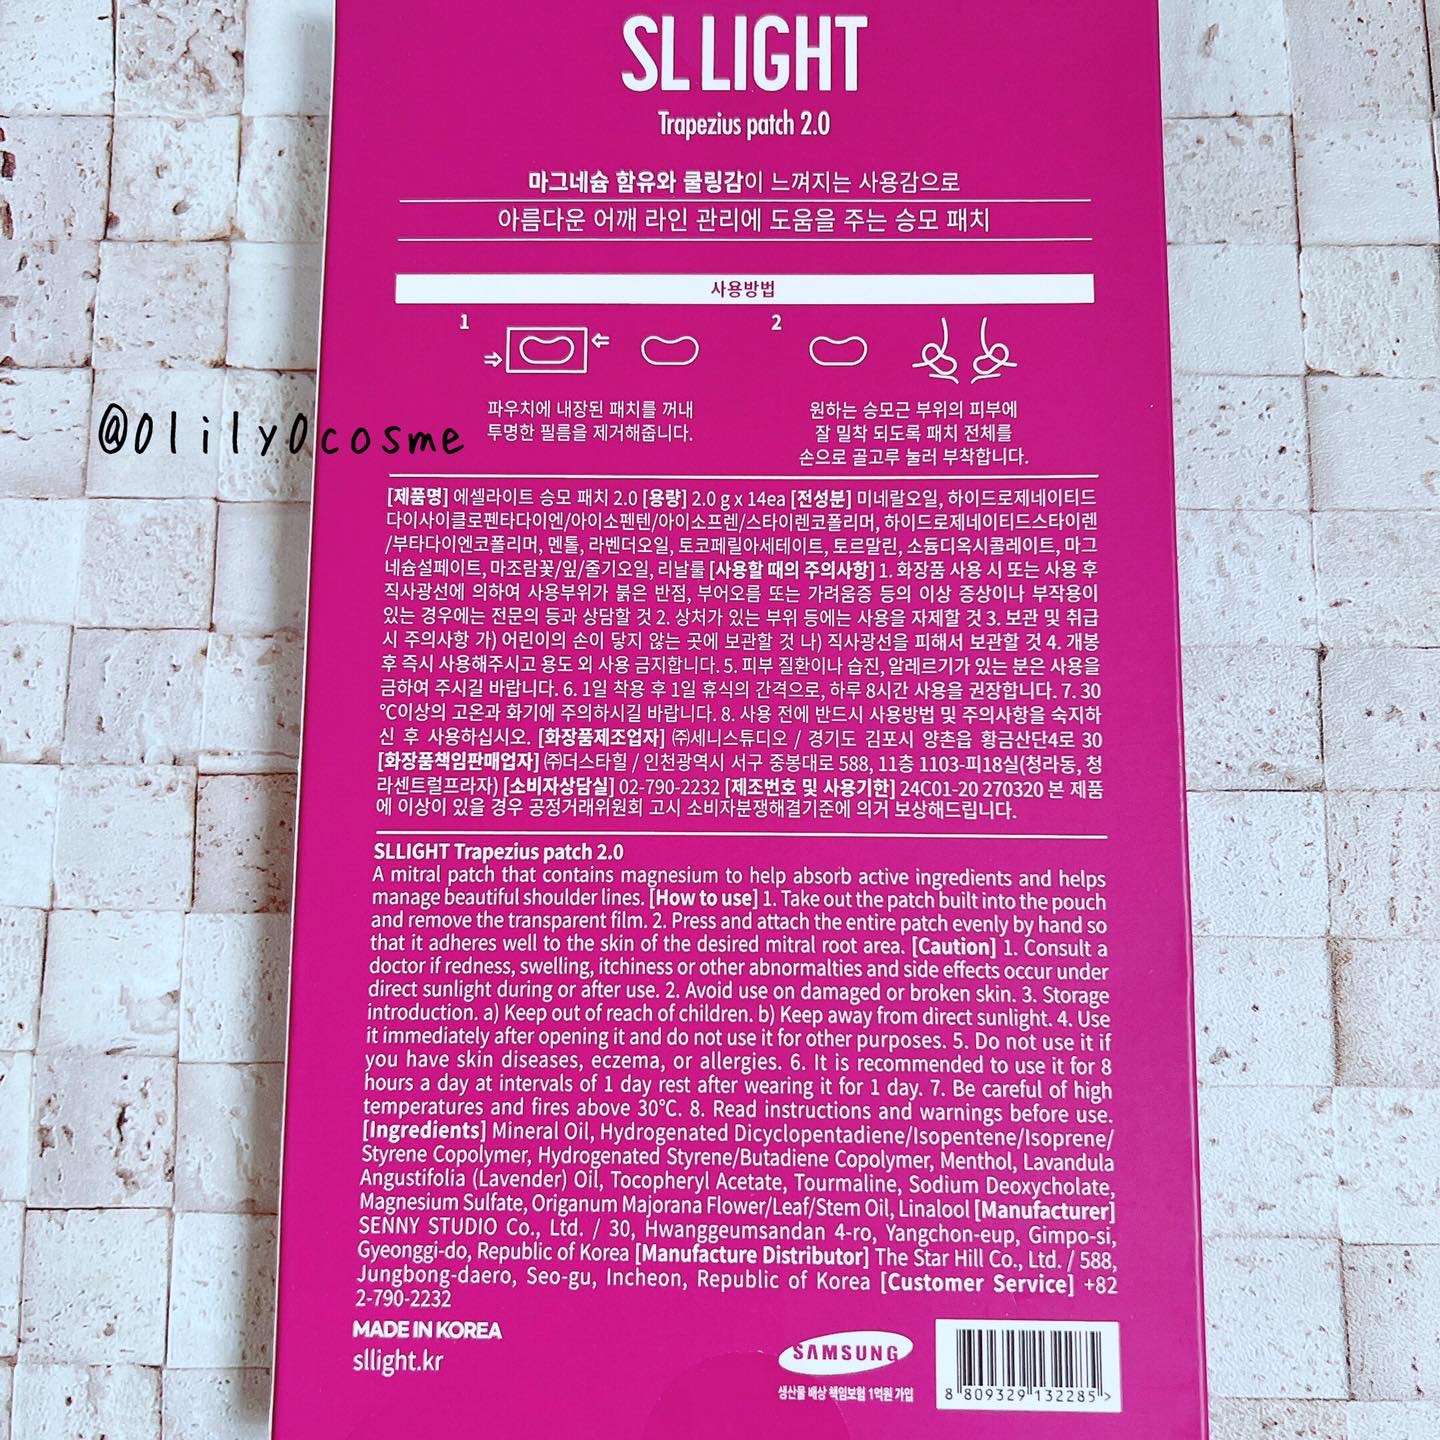 SLLIGHT
Trapezius patch 2.0
마그네슘 함유와 쿨링감이 느껴지는 사용감으로
아름다운 어깨 라인 관리에 도움을 주는 승모 패치
사용방법
1
2
파우치에 내장된 패치를 꺼내
투명한 필름을 제거해줍니다.
원하는 승모근 부위의 피부에
잘 밀착 되도록 패치 전체를
손으로 골고루 눌러 부착합니다.
@0lily0cosme
[제품명] 에셀라이트 승모 패치 2.0 [용량] 2.0 g x 14ea [전성분] 미네랄오일, 하이드로제네이티드
다이사이클로펜타다이엔/아이소펜텐/아이소프렌/스타이렌코폴리머, 하이드로제네이티드스타이렌
/부타다이엔코폴리머, 멘톨, 라벤더오일, 토코페릴아세테이트, 토르말린, 소듐디옥시콜레이트, 마그
네슘설페이트, 마조람꽃/잎/줄기오일, 리날룰 [사용할 때의 주의사항] 1. 화장품 사용 시 또는 사용 후
직사광선에 의하여 사용부위가 붉은 반점, 부어오름 또는 가려움증 등의 이상 증상이나 부작용이
있는 경우에는 전문의 등과 상담할 것 2. 상처가 있는 부위 등에는 사용을 자제할 것 3. 보관 및 취급
시 주의사항 가) 어린이의 손이 닿지 않는 곳에 보관할 것 나) 직사광선을 피해서 보관할 것 4. 개봉
후 즉시 사용해주시고 용도 외 사용 금지합니다. 5. 피부 질환이나 습진, 알레르기가 있는 분은 사용을
금하여 주시길 바랍니다. 6. 1일 착용 후 1일 휴식의 간격으로, 하루 8시간 사용을 권장합니다. 7. 30
℃이상의 고온과 화기에 주의하시길 바랍니다. 8. 사용 전에 반드시 사용방법 및 주의사항을 숙지하
신 후 사용하십시오. [화장품제조업자] ㈜세니스튜디오 / 경기도 김포시 양촌읍 황금산단4로 30
[화장품책임판매업자] ㈜더스타힐 / 인천광역시 서구 중봉대로 588, 11층 1103-피18실(청라동, 청
라센트럴프라자) [소비자상담실] 02-790-2232 [제조번호 및 사용기한] 24C01-20 270320 본 제품
에 이상이 있을 경우 공정거래위원회 고시 소비자분쟁해결기준에 의거 보상해드립니다.
SLLIGHT Trapezius patch 2.0
A mitral patch that contains magnesium to help absorb active ingredients and helps
manage beautiful shoulder lines. [How to use] 1. Take out the patch built into the pouch
and remove the transparent film. 2. Press and attach the entire patch evenly by hand so
that it adheres well to the skin of the desired mitral root area. [Caution] 1. Consult a
doctor if redness, swelling, itchiness or other abnormalties and side effects occur under
direct sunlight during or after use. 2. Avoid use on damaged or broken skin. 3. Storage
introduction. a) Keep out of reach of children. b) Keep away from direct sunlight. 4. Use
it immediately after opening it and do not use it for other purposes. 5. Do not use it if
you have skin diseases, eczema, or allergies. 6. It is recommended to use it for 8
hours a day at intervals of 1 day rest after wearing it for 1 day. 7. Be careful of high
temperatures and fires above 30℃. 8. Read instructions and warnings before use.
[Ingredients] Mineral Oil, Hydrogenated Dicyclopentadiene/Isopentene/Isoprene/
Styrene Copolymer, Hydrogenated Styrene/Butadiene Copolymer, Menthol, Lavandula
Angustifolia (Lavender) Oil, Tocopheryl Acetate, Tourmaline, Sodium Deoxycholate,
Magnesium Sulfate, Origanum Majorana Flower/Leaf/Stem Oil, Linalool [Manufacturer]
SENNY STUDIO Co., Ltd. / 30, Hwanggeumsandan 4-ro, Yangchon-eup, Gimpo-si,
Gyeonggi-do, Republic of Korea [Manufacture Distributor] The Star Hill Co., Ltd. / 588,
Jungbong-daero, Seo-gu, Incheon, Republic of Korea [Customer Service] +82
2-790-2232
MADE IN KOREA
sllight.kr
SAMSUNG
생산물 배상 책임보험 1억원 가입
8 809329 132285 >